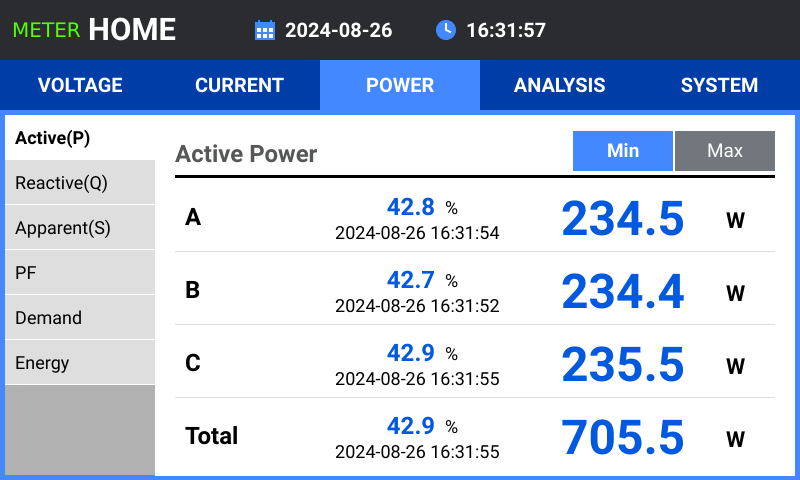 METER HOME 2024-08-26 16:31:57
VOLTAGE CURRENT POWER ANALYSIS SYSTEM
Active(P)
Reactive(Q)
Apparent(S)
PF
Demand
Energy
Active Power Min Max
A 42.8 % 234.5 W
2024-08-26 16:31:54
B 42.7 % 234.4 W
2024-08-26 16:31:52
C 42.9 % 235.5 W
2024-08-26 16:31:55
Total 42.9 % 705.5 W
2024-08-26 16:31:55